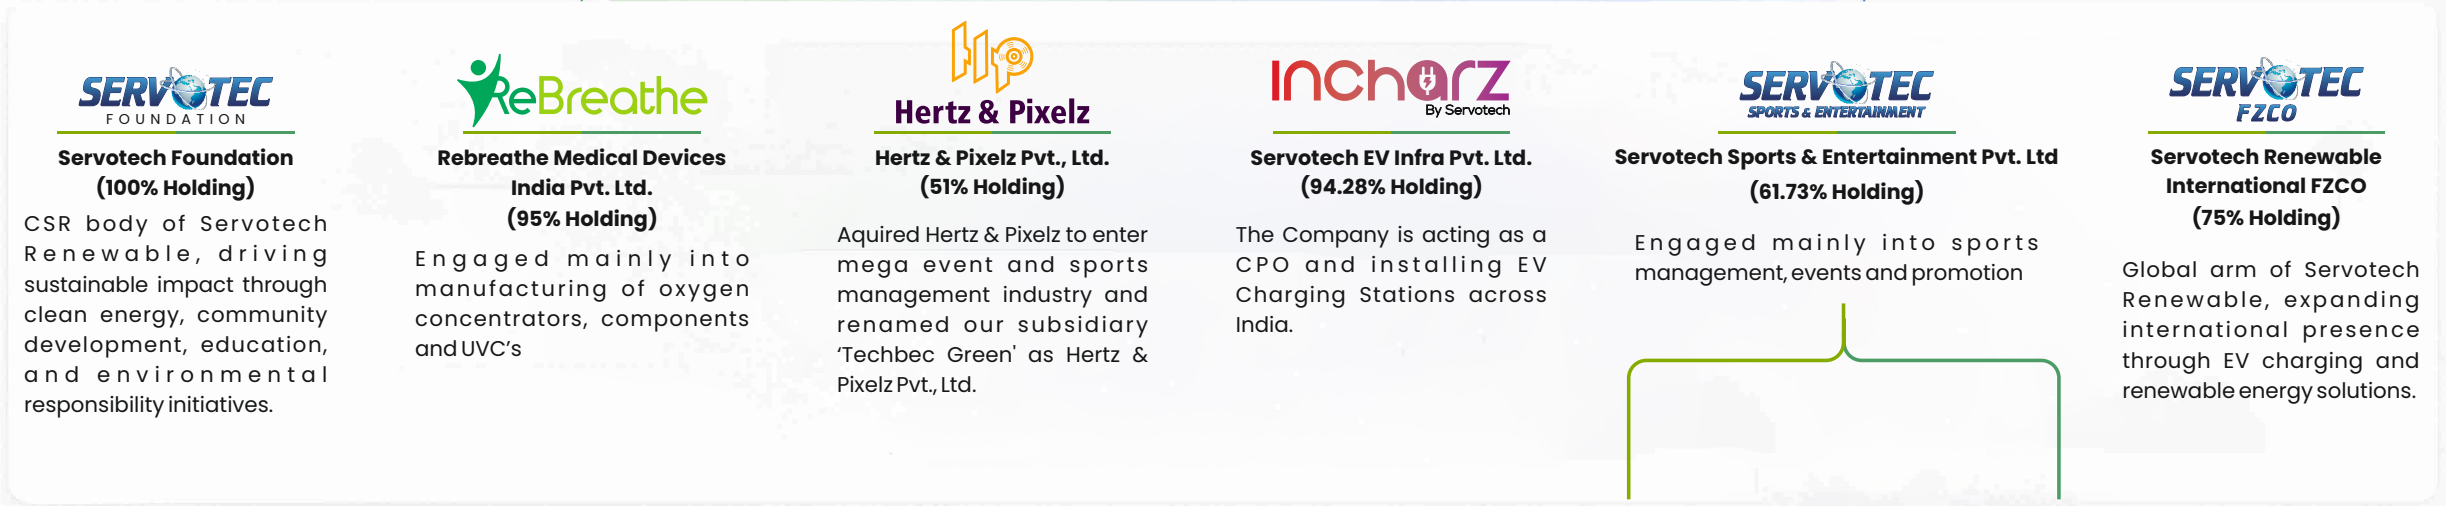 SERVOTEC
FOUNDATION
Servotech Foundation
(100% Holding)
CSR body of Servotech
Renewable, driving
sustainable impact through
clean energy, community
development, education,
and environmental
responsibility initiatives.
ReBreathe
Rebreathe Medical Devices
India Pvt. Ltd.
(95% Holding)
Engaged mainly into
manufacturing of oxygen
concentrators, components
and UVC’s
Hp
Hertz & Pixelz
Hertz & Pixelz Pvt., Ltd.
(51% Holding)
Aquired Hertz & Pixelz to enter
mega event and sports
management industry and
renamed our subsidiary
‘Techbec Green' as Hertz &
Pixelz Pvt., Ltd.
Incharz
By Servotech
Servotech EV Infra Pvt. Ltd.
(94.28% Holding)
The Company is acting as a
CPO and installing EV
Charging Stations across
India.
SERVOTEC
SPORTS & ENTERTAINMENT
Servotech Sports & Entertainment Pvt. Ltd
(61.73% Holding)
Engaged mainly into sports
management, events and promotion
SERVOTEC
FZCO
Servotech Renewable
International FZCO
(75% Holding)
Global arm of Servotech
Renewable, expanding
international presence
through EV charging and
renewable energy solutions.